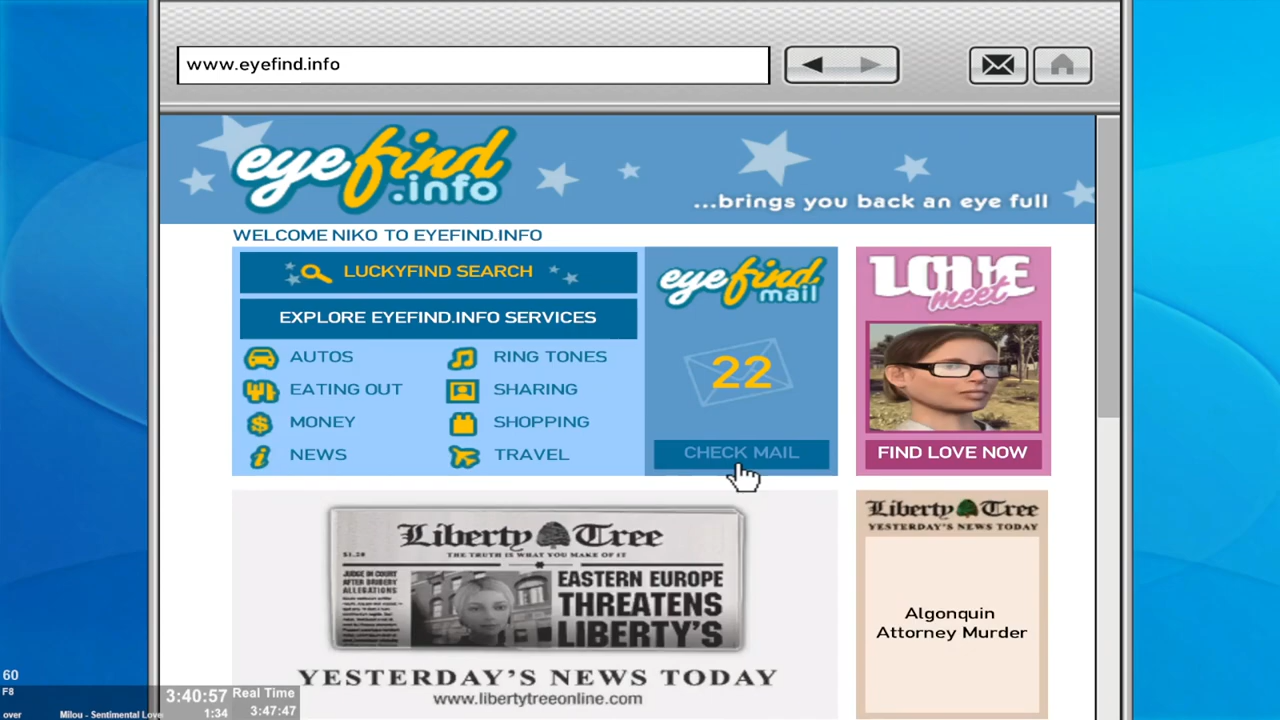 www.eyefind.info
eyefind
.info
...brings you back an eye full
WELCOME NIKO TO EYEFIND.INFO
LUCKYFIND SEARCH
EXPLORE EYEFIND.INFO SERVICES
AUTOS
RING TONES
EATING OUT
SHARING
MONEY
SHOPPING
NEWS
TRAVEL
eyefind
mail
22
CHECK MAIL
LOVE
meet
FIND LOVE NOW
Liberty Tree
THE TRUTH IS WHAT YOU MAKE OF IT
$1.20
JUDGE IN COURT
AFTER BRIBERY
ALLEGATIONS
EASTERN EUROPE
THREATENS
LIBERTY'S
YESTERDAY'S NEWS TODAY
www.libertytreeonline.com
Liberty Tree
YESTERDAY'S NEWS TODAY
Algonquin
Attorney Murder
60
F8
over Milou - Sentimental Love
3:40:57 Real Time
1:34 3:47:47